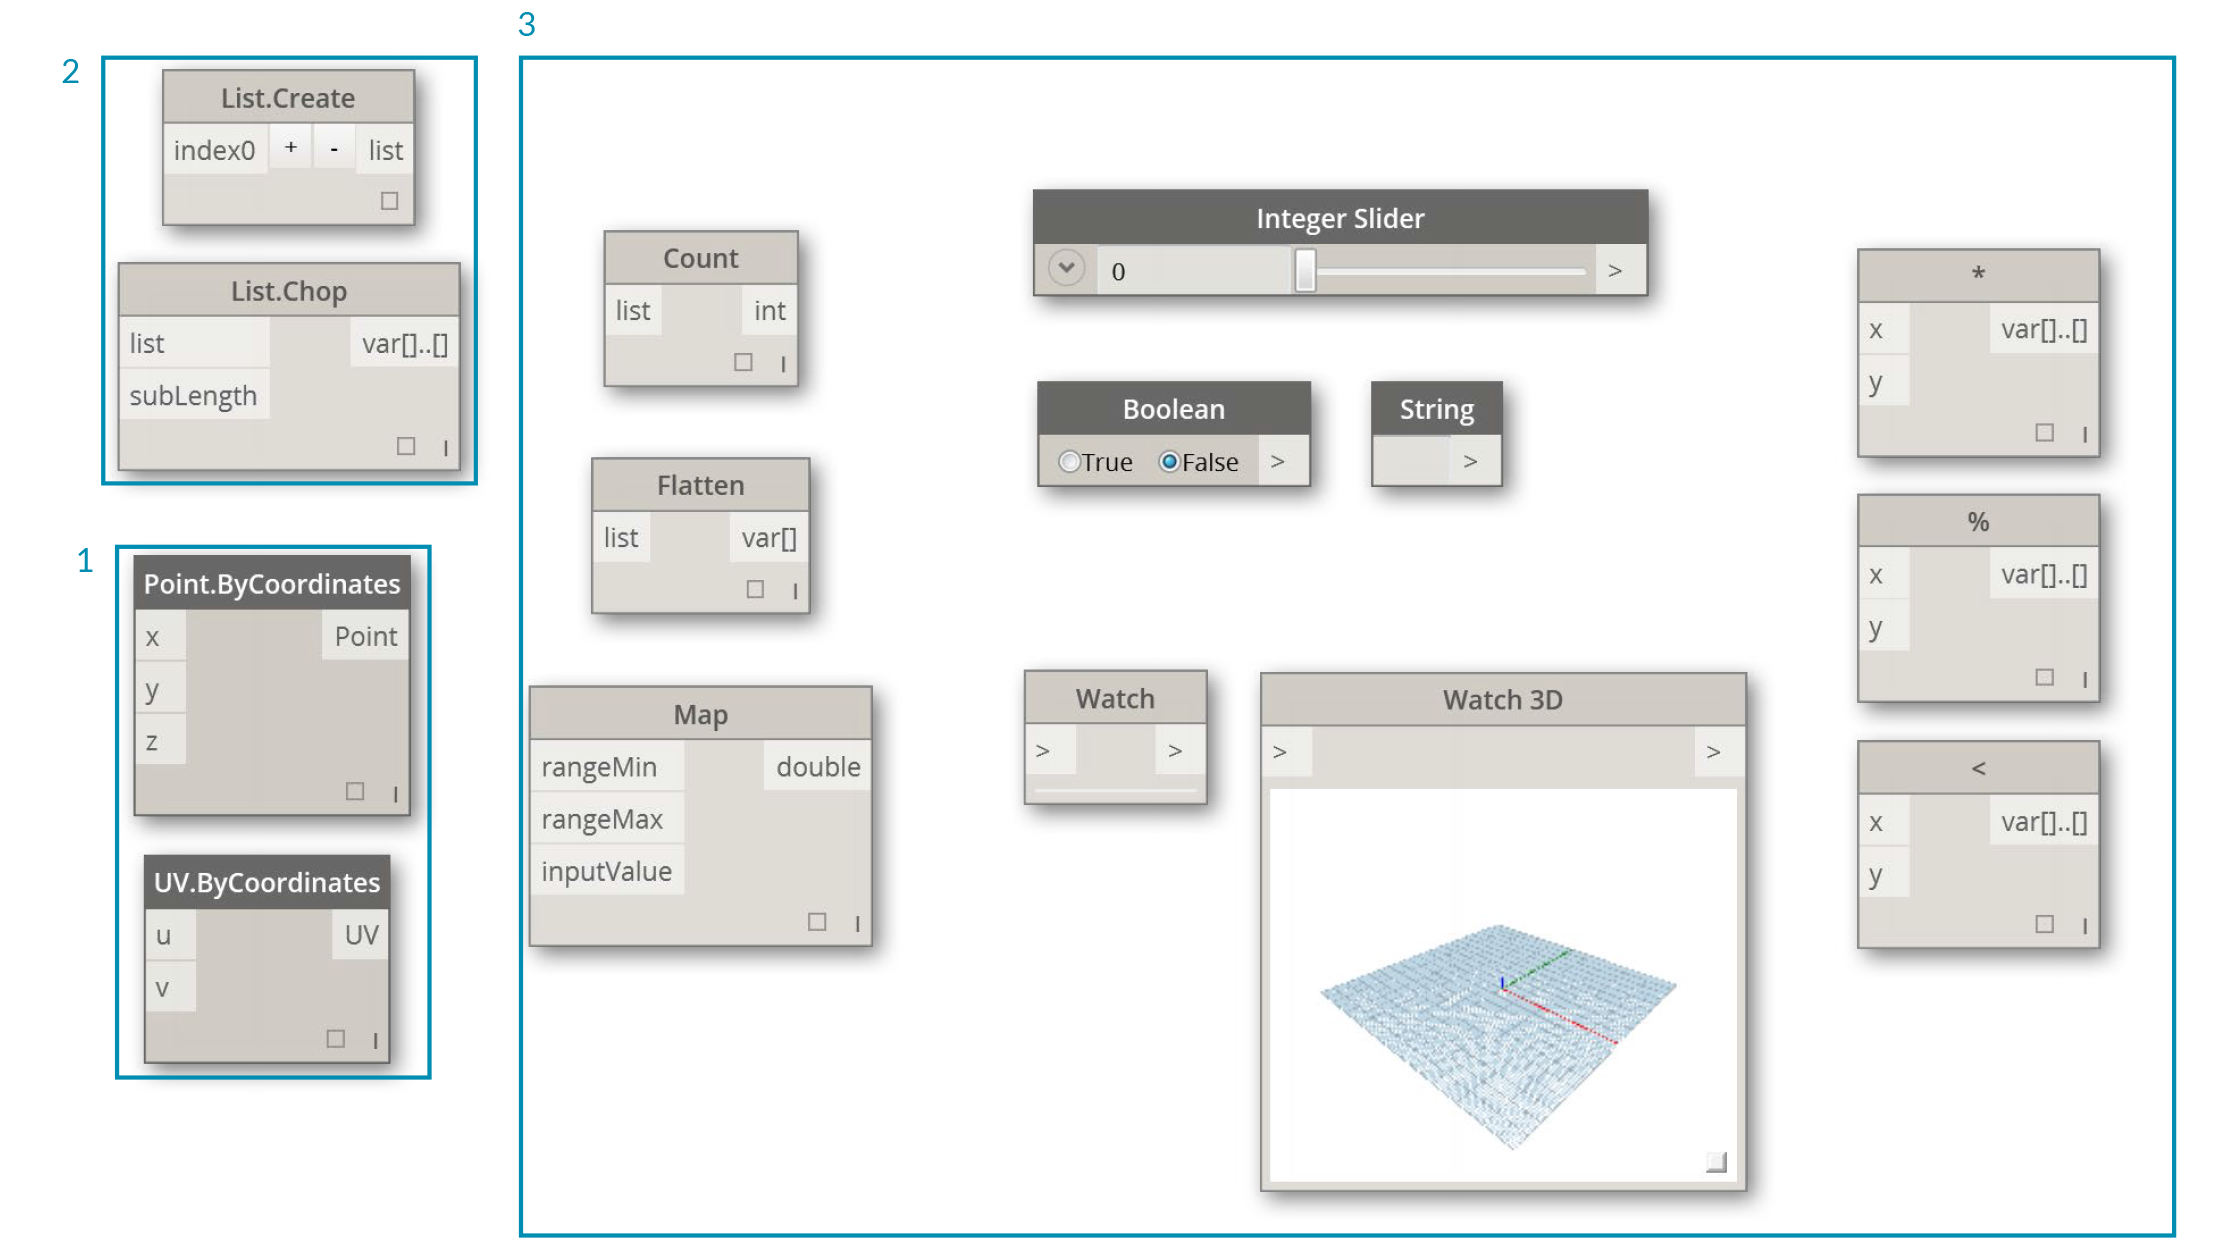 3
2
List.Create
index0 + - list
List.Chop
list var[]..[]
subLength
1
Point.ByCoordinates
x Point
y
z
UV.ByCoordinates
u UV
v
Count
list int
Flatten
list var[]
Map
rangeMin double
rangeMax
inputValue
Integer Slider
0 >
Boolean
True False >
String
>
Watch
> >
Watch 3D
> >
*
x var[]..[]
y
%
x var[]..[]
y
<
x var[]..[]
y